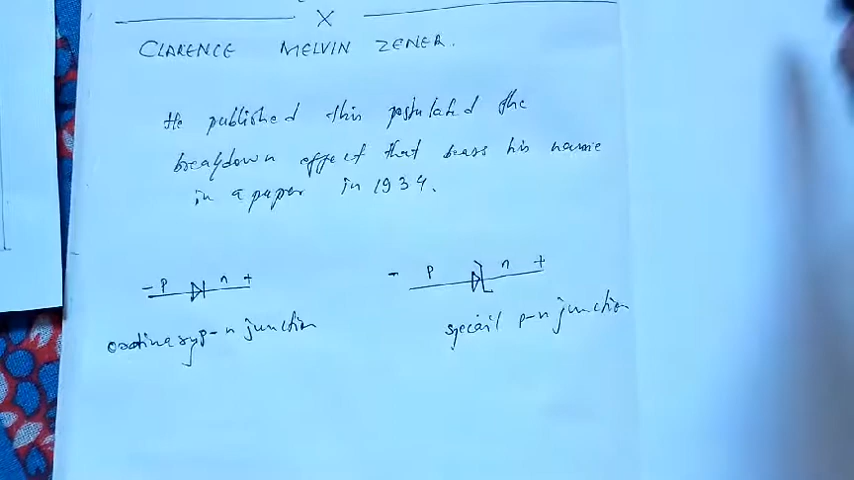 X
CLARENCE MELVIN ZENER.
He published this postulated the
breakdown effect that bears his name
in a paper in 1934.
- P n +
- P n +
ordinary p-n junction
specail p-n junction